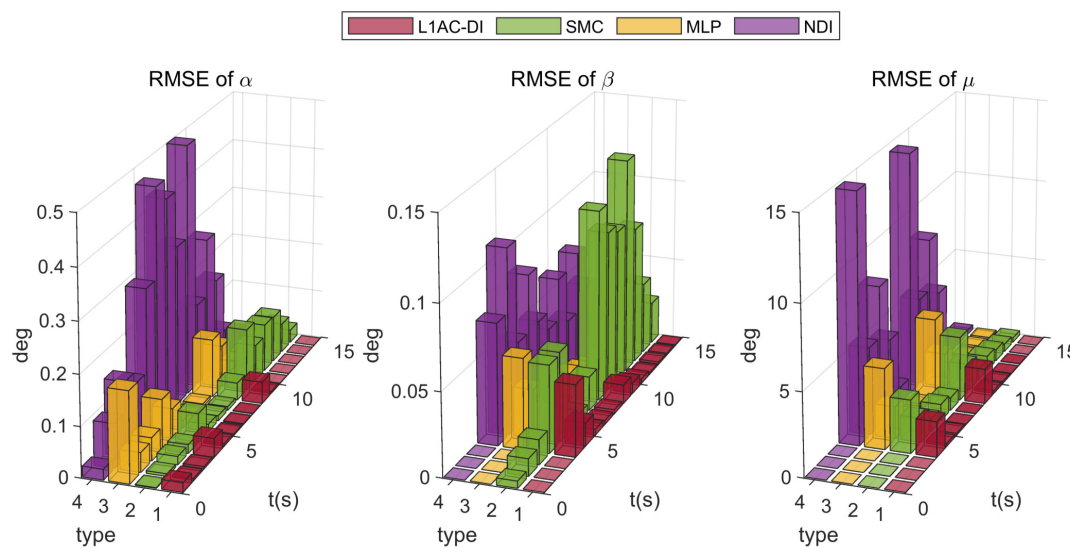 L1AC-DI SMC MLP NDI
RMSE of α RMSE of β RMSE of μ
0.5
0.4
0.3
0.2
0.1
0
deg
4 3 2 1
type
0 5 10 15
t(s)
0.15
0.1
0.05
0
deg
4 3 2 1
type
0 5 10 15
t(s)
15
10
5
0
deg
4 3 2 1
type
0 5 10 15
t(s)